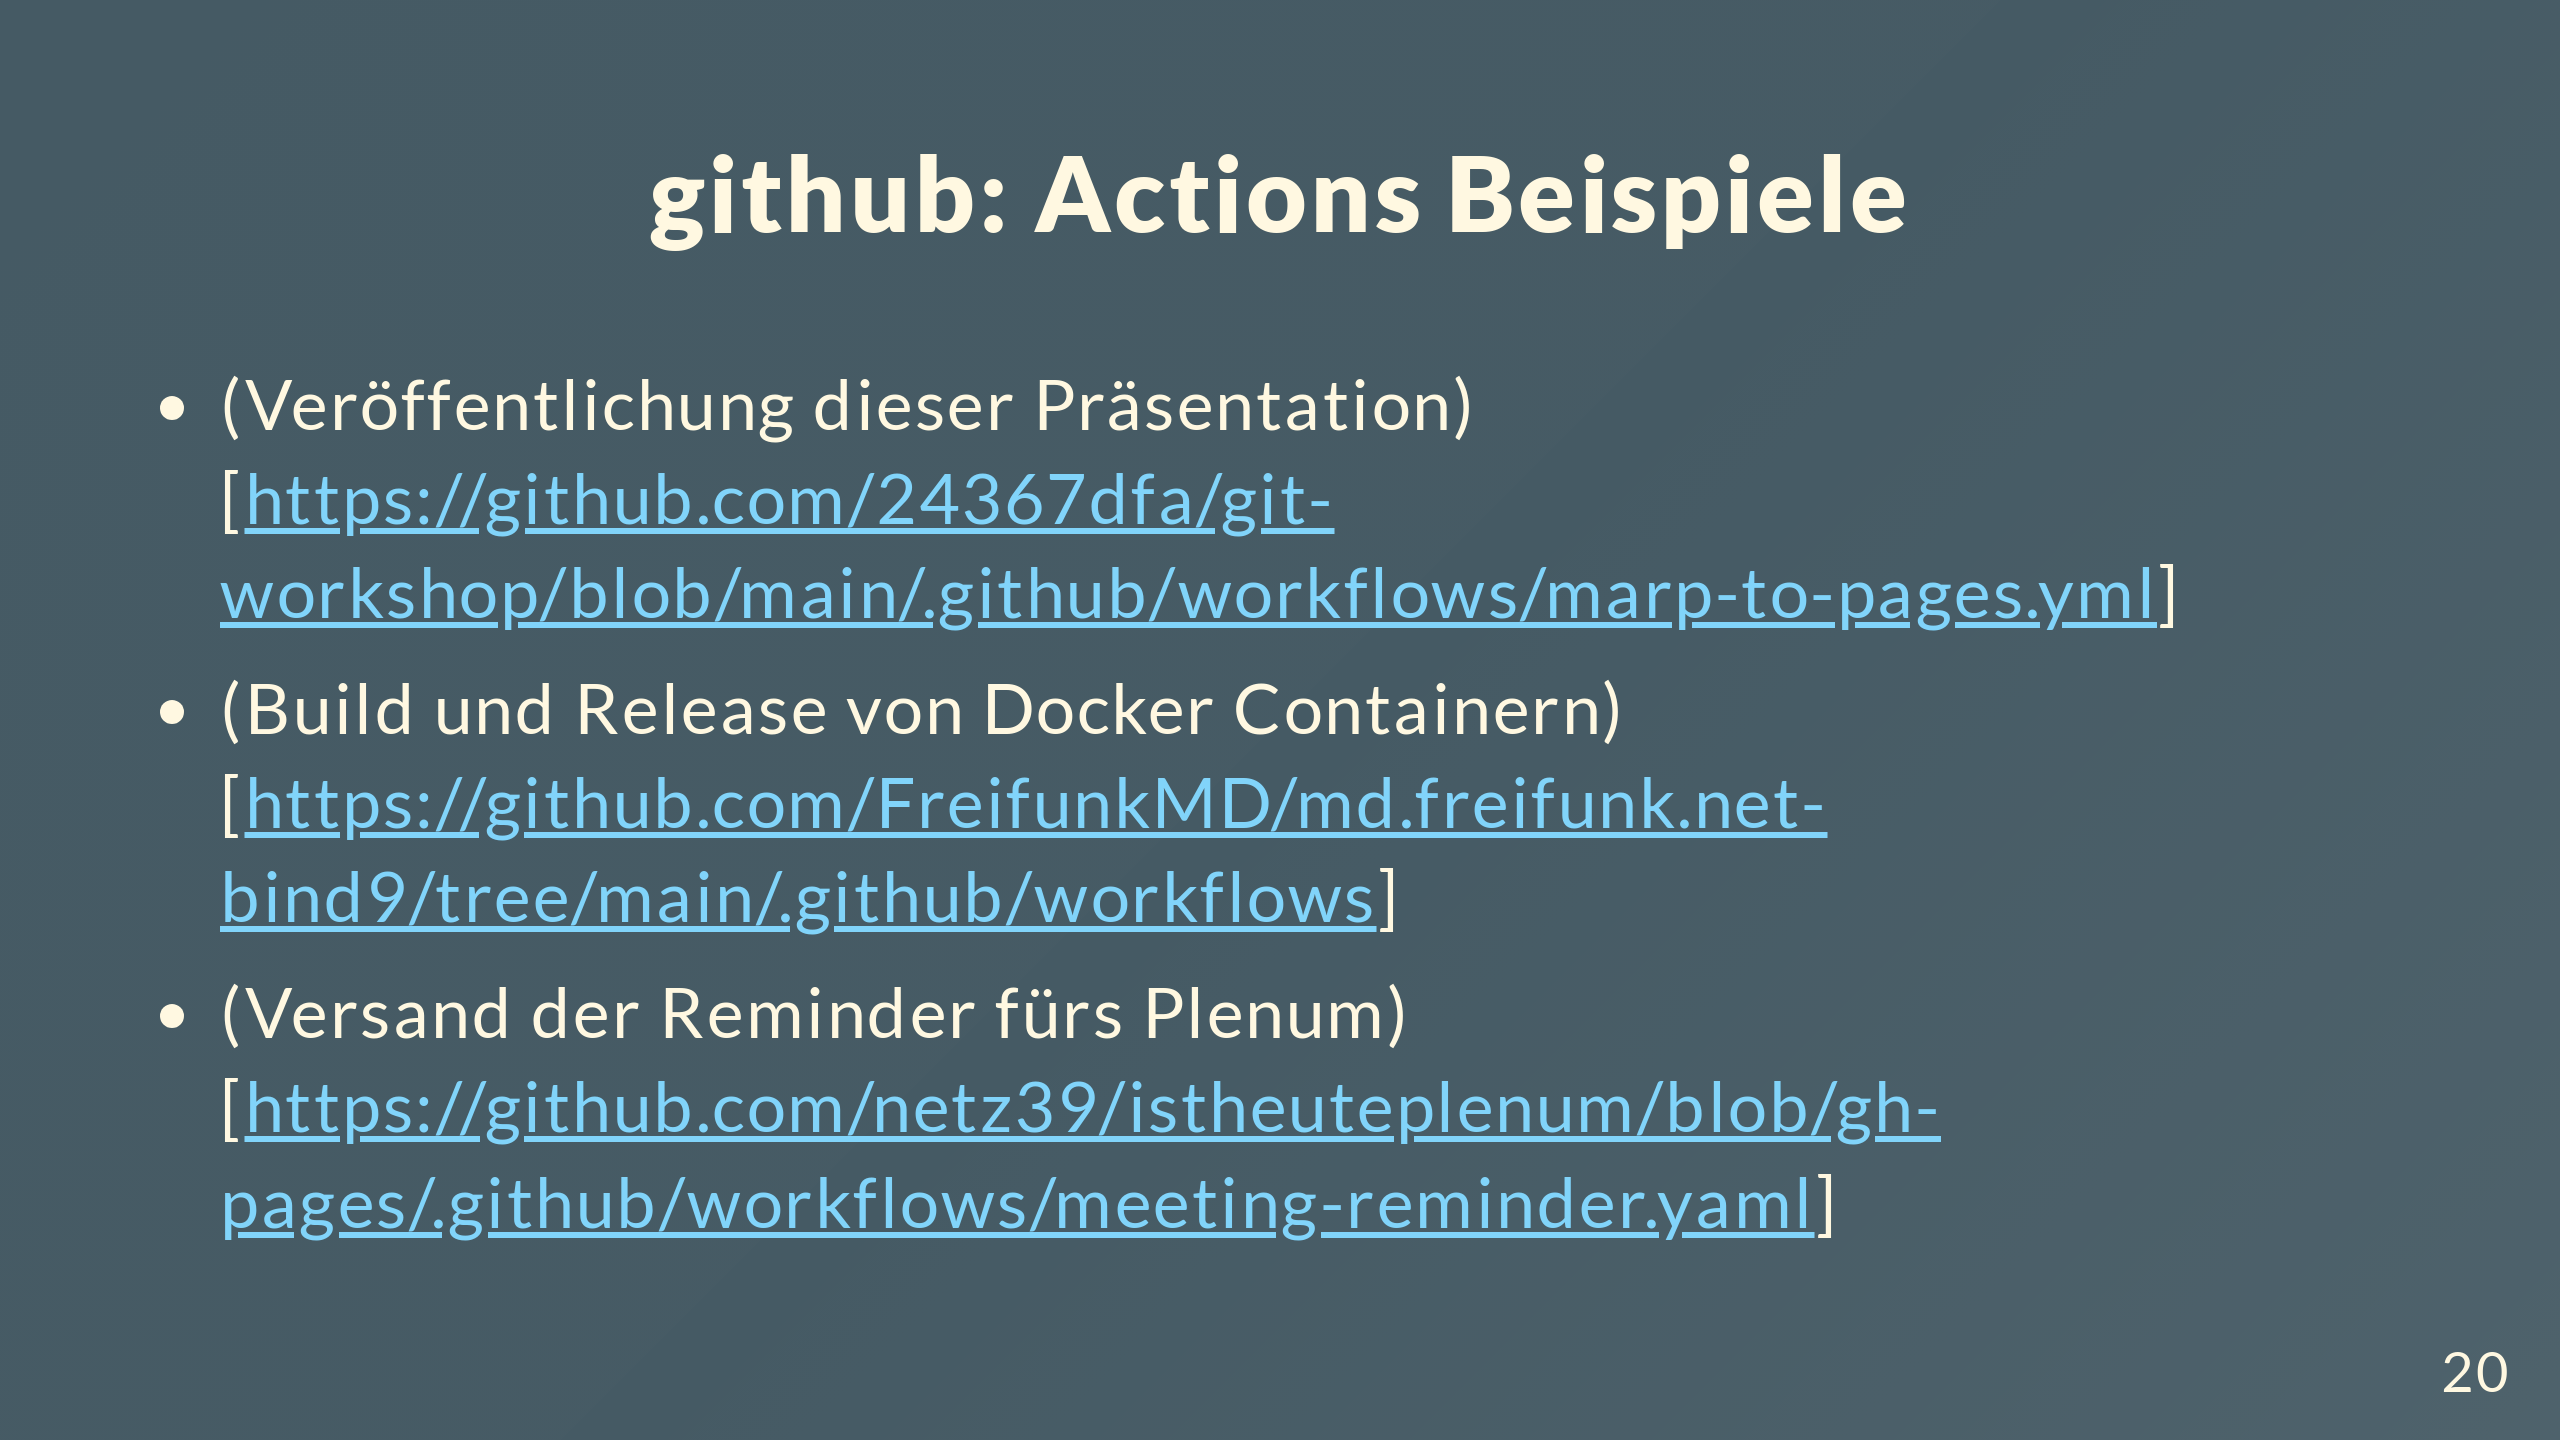 github: Actions Beispiele
• (Veröffentlichung dieser Präsentation)
[https://github.com/24367dfa/git-
workshop/blob/main/.github/workflows/marp-to-pages.yml]
• (Build und Release von Docker Containern)
[https://github.com/FreifunkMD/md.freifunk.net-
bind9/tree/main/.github/workflows]
• (Versand der Reminder fürs Plenum)
[https://github.com/netz39/istheuteplenum/blob/gh-
pages/.github/workflows/meeting-reminder.yaml]
20